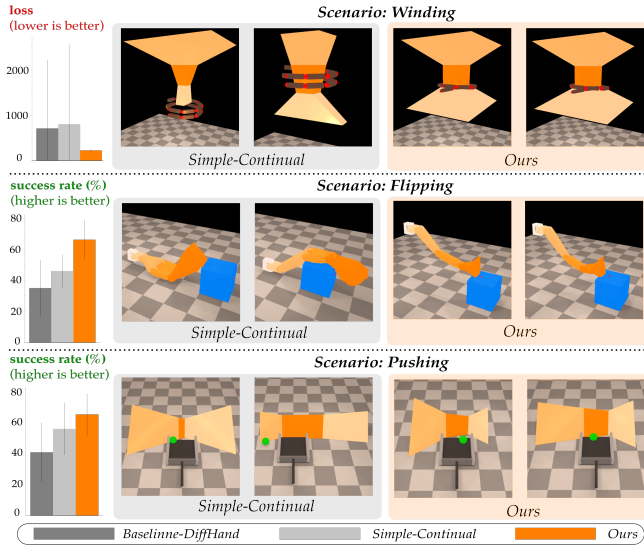 loss
(lower is better)
Scenario: Winding
2000
1000
0
Simple-Continual
Ours
success rate (%)
(higher is better)
Scenario: Flipping
80
60
40
20
0
Simple-Continual
Ours
success rate (%)
(higher is better)
Scenario: Pushing
80
60
40
20
0
Simple-Continual
Ours
Baselinne-DiffHand
Simple-Continual
Ours